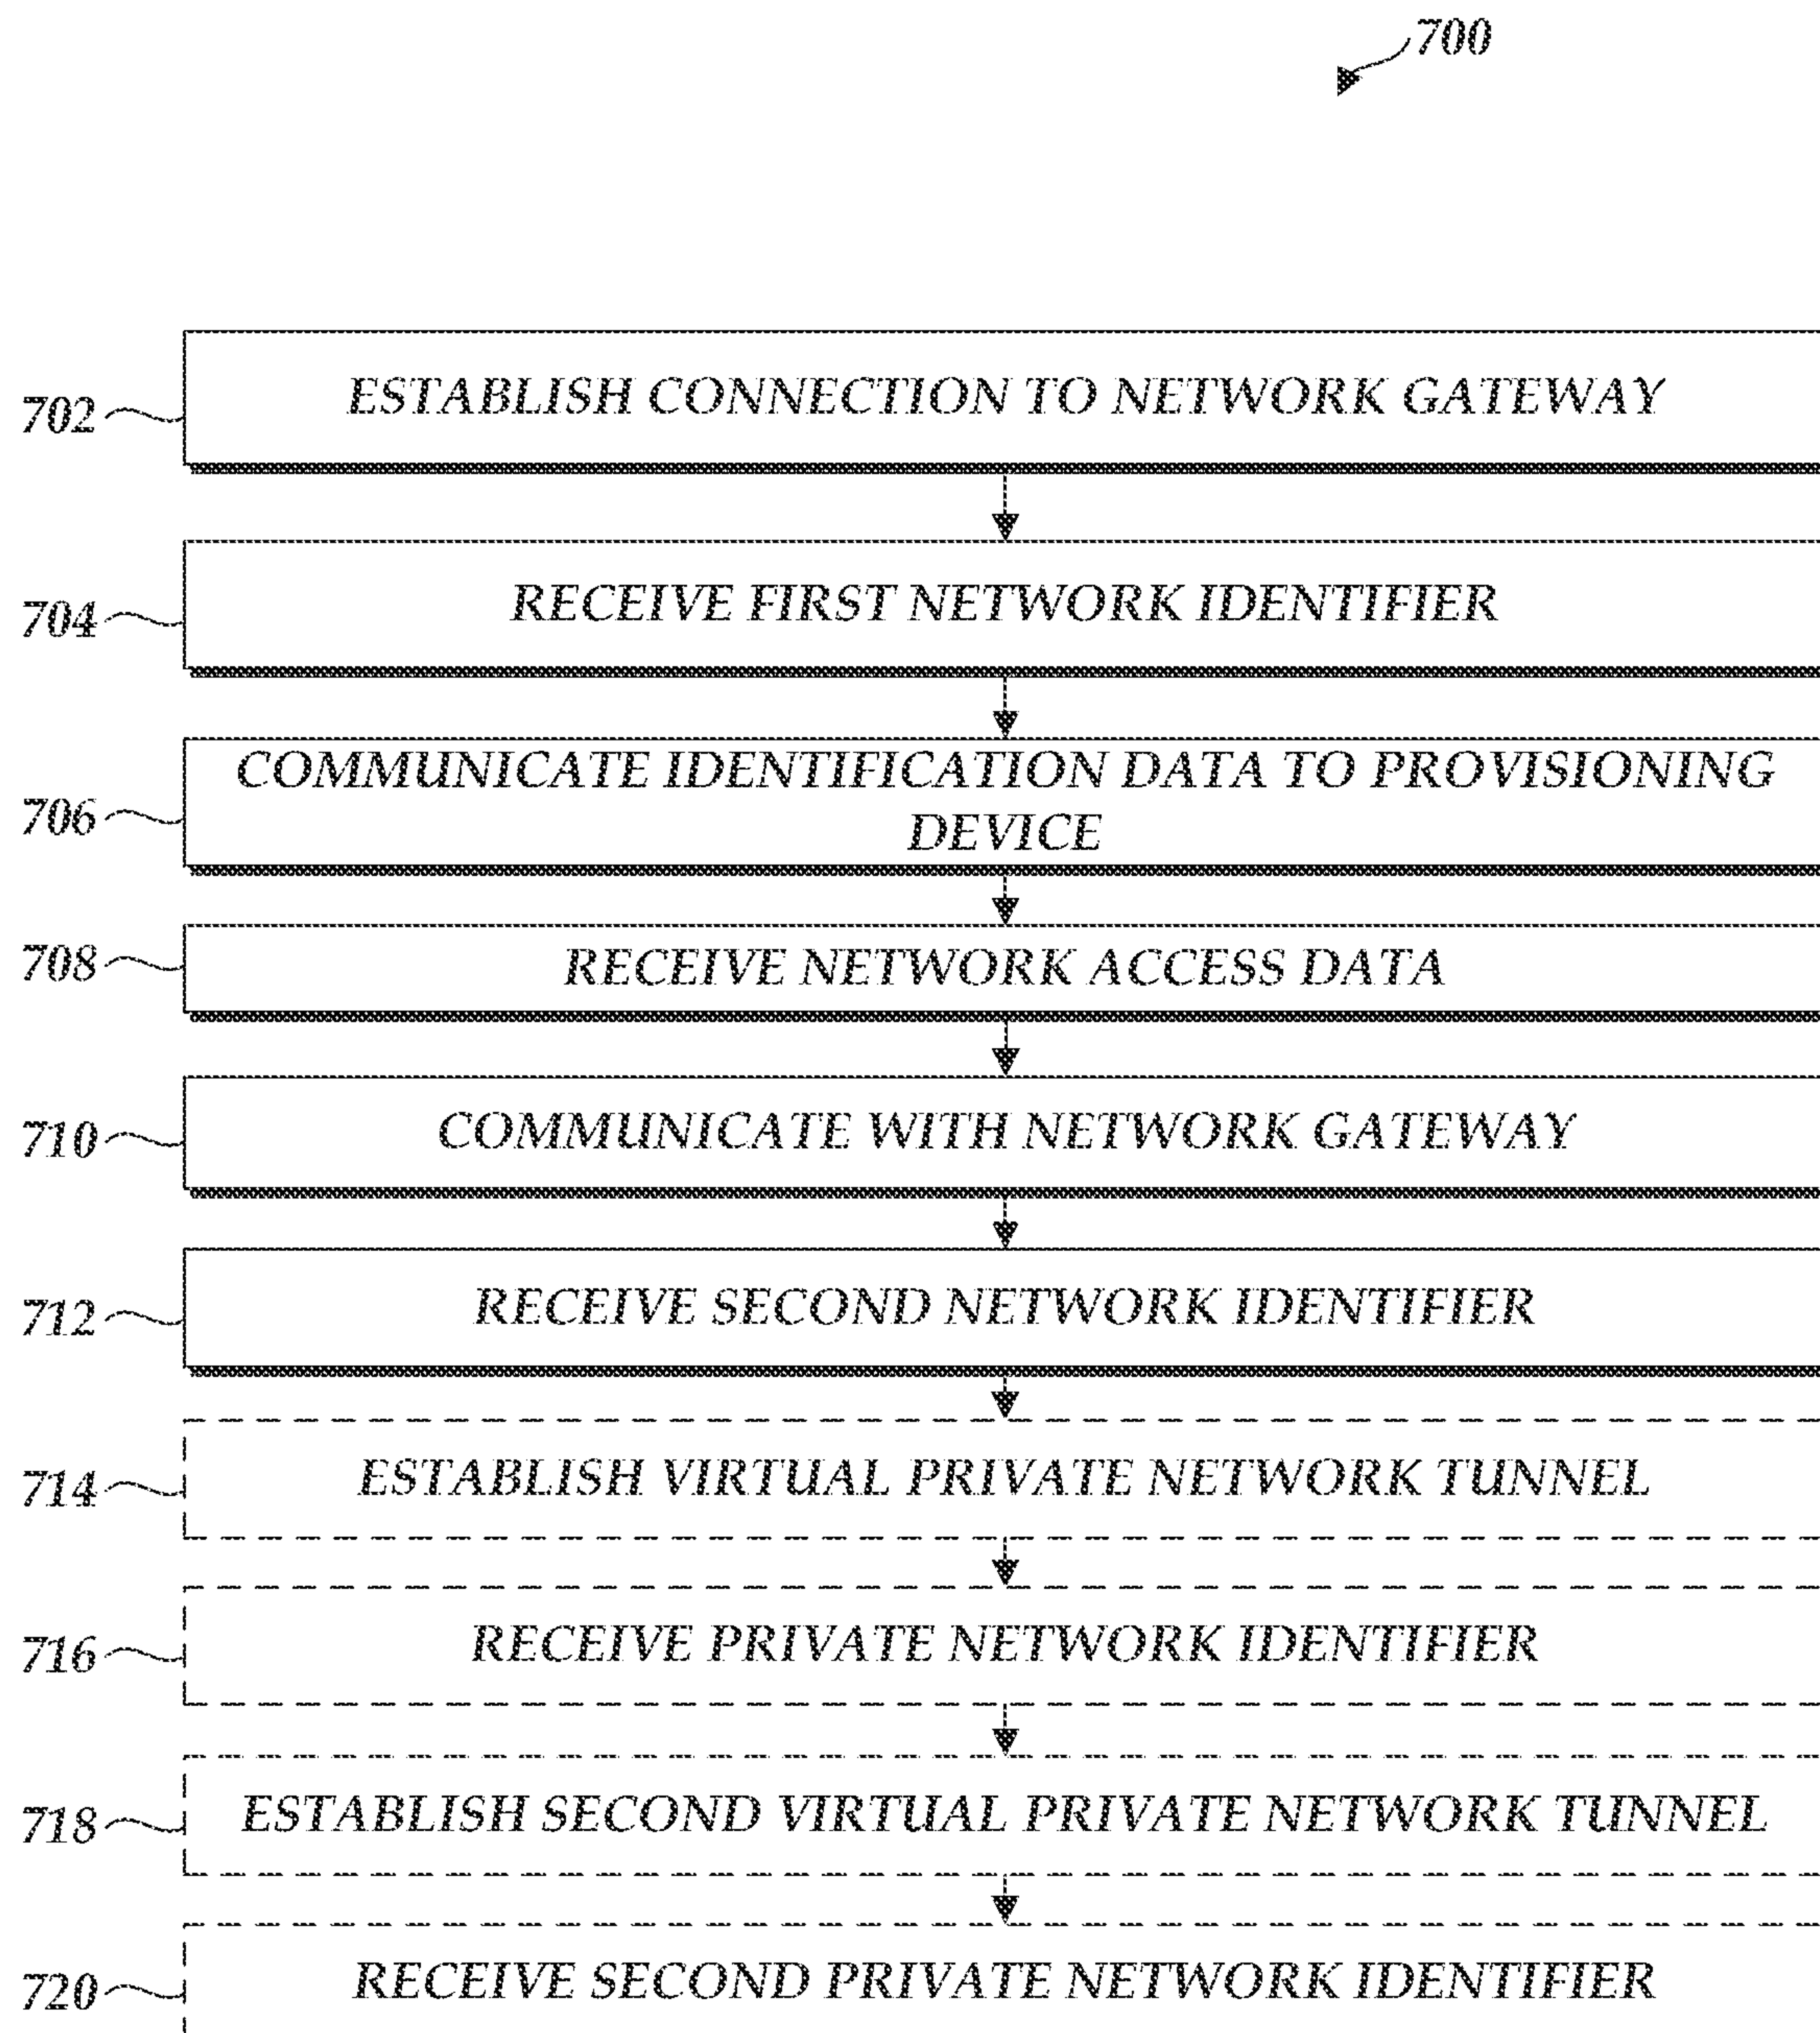 700
702 ESTABLISH CONNECTION TO NETWORK GATEWAY
704 RECEIVE FIRST NETWORK IDENTIFIER
706 COMMUNICATE IDENTIFICATION DATA TO PROVISIONING
DEVICE
708 RECEIVE NETWORK ACCESS DATA
710 COMMUNICATE WITH NETWORK GATEWAY
712 RECEIVE SECOND NETWORK IDENTIFIER
714 ESTABLISH VIRTUAL PRIVATE NETWORK TUNNEL
716 RECEIVE PRIVATE NETWORK IDENTIFIER
718 ESTABLISH SECOND VIRTUAL PRIVATE NETWORK TUNNEL
720 RECEIVE SECOND PRIVATE NETWORK IDENTIFIER